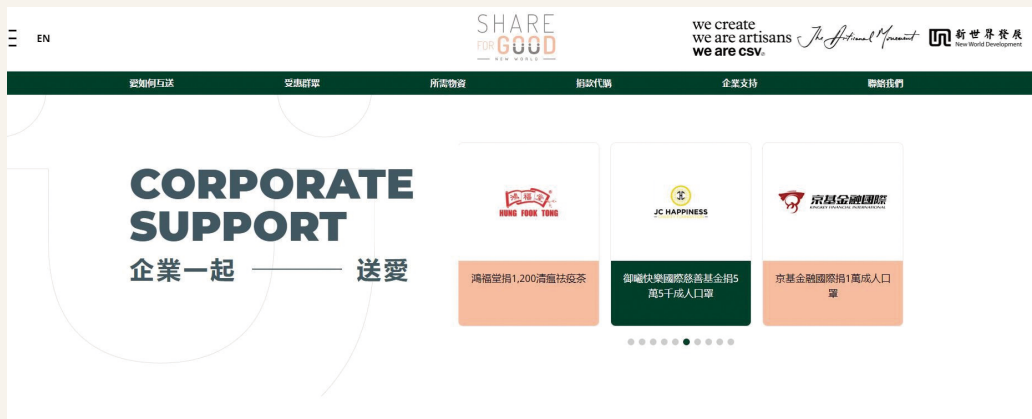 EN
SHARE
FOR GOOD
NEW WORLD
we create
we are artisans
we are csv.
The Artisanal Movement
新世界發展
New World Development
愛如何互送
受惠群眾
所需物資
捐款代購
企業支持
聯絡我們
CORPORATE
SUPPORT
企業一起 送愛
鴻福堂
HUNG FOOK TONG
鴻福堂捐1,200清瘟祛疫茶
JC HAPPINESS
御曦快樂國際慈善基金捐5
萬5千成人口罩
京基金融國際
KINGKEY FINANCIAL INTERNATIONAL
京基金融國際捐1萬成人口
罩